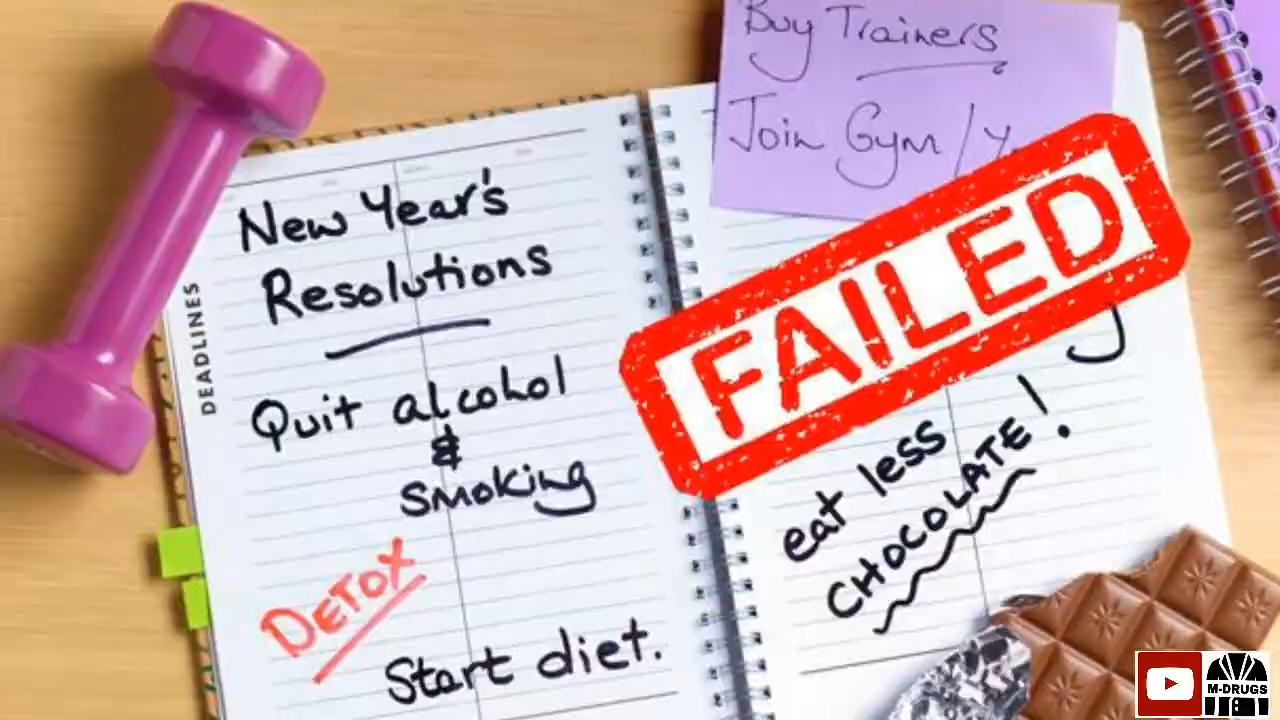 Buy Trainers
Join Gym /
New Year's
Resolutions
DEADLINES
Quit alcohol
&
smoking
DETOX
Start diet.
FAILED
eat less
CHOCOLATE!
M-DRUGS